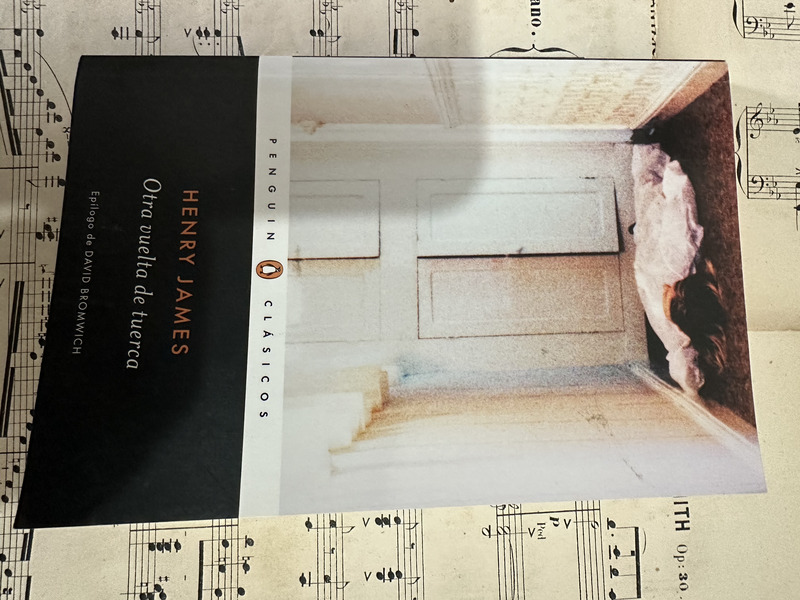 PENGUIN CLÁSICOS
HENRY JAMES
Otra vuelta de tuerca
Epílogo de DAVID BROMWICH
ano.
ITH Op: 30.
p